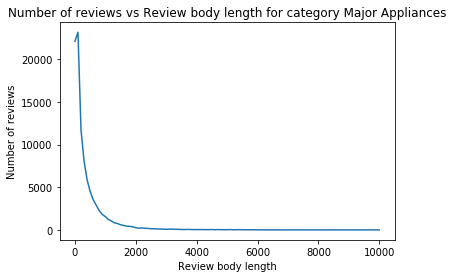 Number of reviews vs Review body length for category Major Appliances
Number of reviews
20000
15000
10000
5000
0
0 2000 4000 6000 8000 10000
Review body length